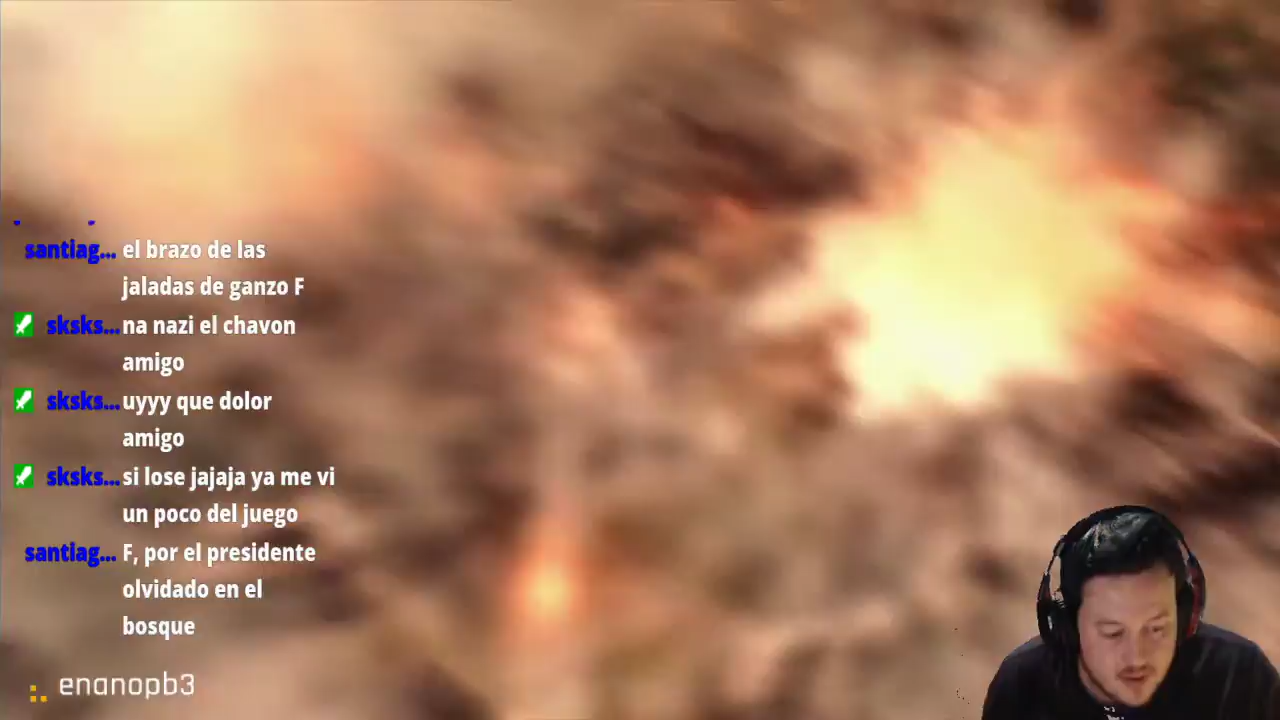 santiag... el brazo de las
jaladas de ganzo F
sksks... na nazi el chavon
amigo
sksks... uyyy que dolor
amigo
sksks... si lose jajaja ya me vi
un poco del juego
santiag... F, por el presidente
olvidado en el
bosque
enanopb3